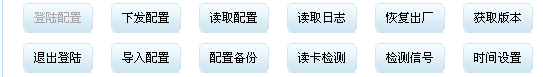 登陆配置 下发配置 读取配置 读取日志 恢复出厂 获取版本
退出登陆 导入配置 配置备份 读卡检测 检测信号 时间设置